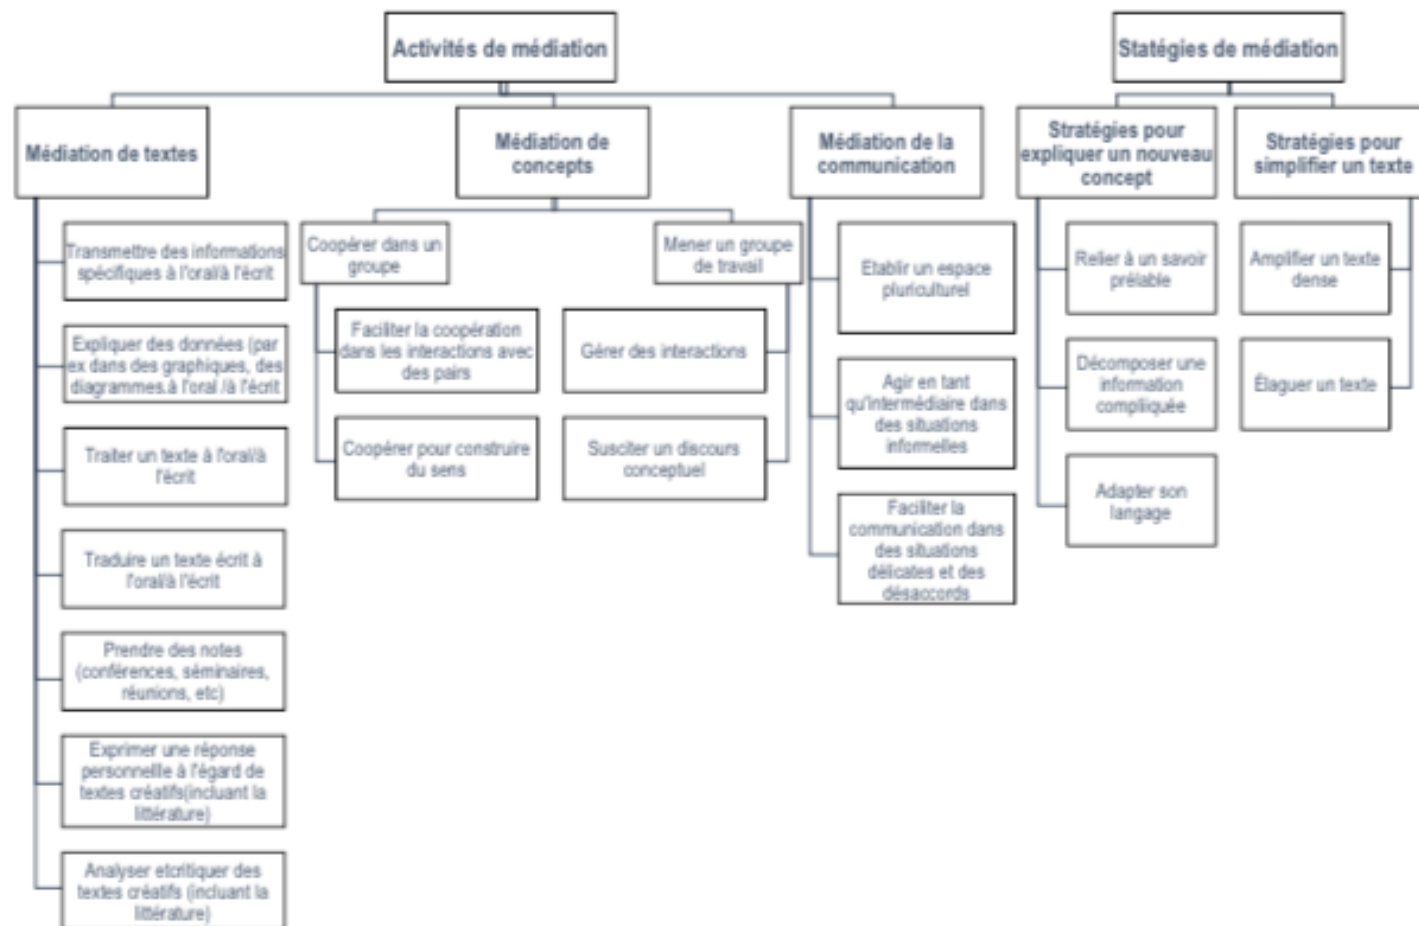 Activités de médiation
Statégies de médiation
Médiation de textes
Médiation de
concepts
Médiation de la
communication
Stratégies pour
expliquer un nouveau
concept
Stratégies pour
simplifier un texte
Transmettre des informations
spécifiques à l'oral/à l'écrit
Expliquer des données (par
ex dans des graphiques, des
diagrammes.à l'oral /à l'écrit
Traiter un texte à l'oral/à
l'écrit
Traduire un texte écrit à
l'oral/à l'écrit
Prendre des notes
(conférences, séminaires,
réunions, etc)
Exprimer une réponse
personnellle à l'égard de
textes créatifs(incluant la
littérature)
Analyser etcritiquer des
textes créatifs (incluant la
littérature)
Coopérer dans un
groupe
Faciliter la coopération
dans les interactions avec
des pairs
Coopérer pour construire
du sens
Mener un groupe
de travail
Gérer des interactions
Susciter un discours
conceptuel
Etablir un espace
pluriculturel
Agir en tant
qu'intermédiaire dans
des situations
informelles
Faciliter la
communication dans
des situations
délicates et des
désaccords
Relier à un savoir
prélable
Décomposer une
information
compliiquée
Adapter son
langage
Amplifier un texte
dense
Élaguer un texte